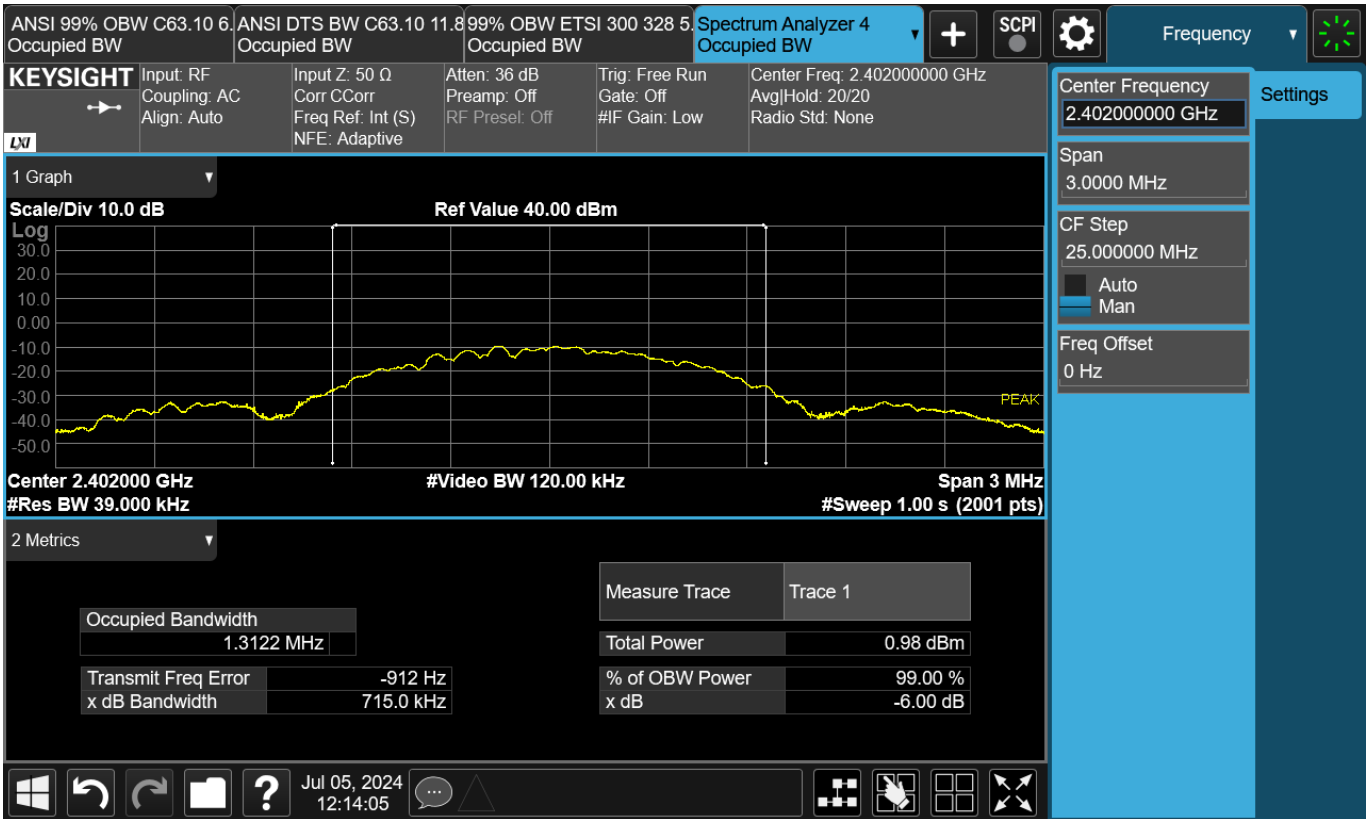 ANSI 99% OBW C63.10 6.
Occupied BW
ANSI DTS BW C63.10 11.8
Occupied BW
99% OBW ETSI 300 328 5.
Occupied BW
Spectrum Analyzer 4
Occupied BW
SCPI
Frequency
KEYSIGHT
LXI
Input: RF
Coupling: AC
Align: Auto
Input Z: 50 Ω
Corr CCorr
Freq Ref: Int (S)
NFE: Adaptive
Atten: 36 dB
Preamp: Off
RF Presel: Off
Trig: Free Run
Gate: Off
#IF Gain: Low
Center Freq: 2.402000000 GHz
Avg|Hold: 20/20
Radio Std: None
Center Frequency
2.402000000 GHz
Settings
Span
3.0000 MHz
CF Step
25.000000 MHz
Auto
Man
Freq Offset
0 Hz
1 Graph
Scale/Div 10.0 dB
Ref Value 40.00 dBm
Log
30.0
20.0
10.0
0.00
-10.0
-20.0
-30.0
-40.0
-50.0
PEAK
Center 2.402000 GHz
#Video BW 120.00 kHz
Span 3 MHz
#Res BW 39.000 kHz
#Sweep 1.00 s (2001 pts)
2 Metrics
Occupied Bandwidth
1.3122 MHz
Transmit Freq Error -912 Hz
x dB Bandwidth 715.0 kHz
Measure Trace Trace 1
Total Power 0.98 dBm
% of OBW Power 99.00 %
x dB -6.00 dB
?
Jul 05, 2024
12:14:05